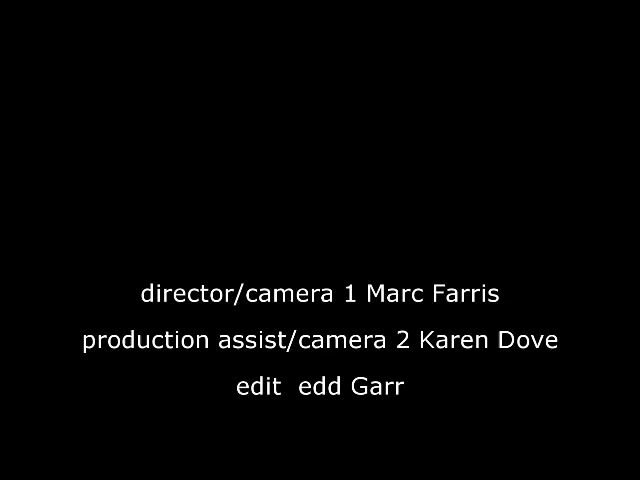 director/camera 1 Marc Farris
production assist/camera 2 Karen Dove
edit  edd Garr